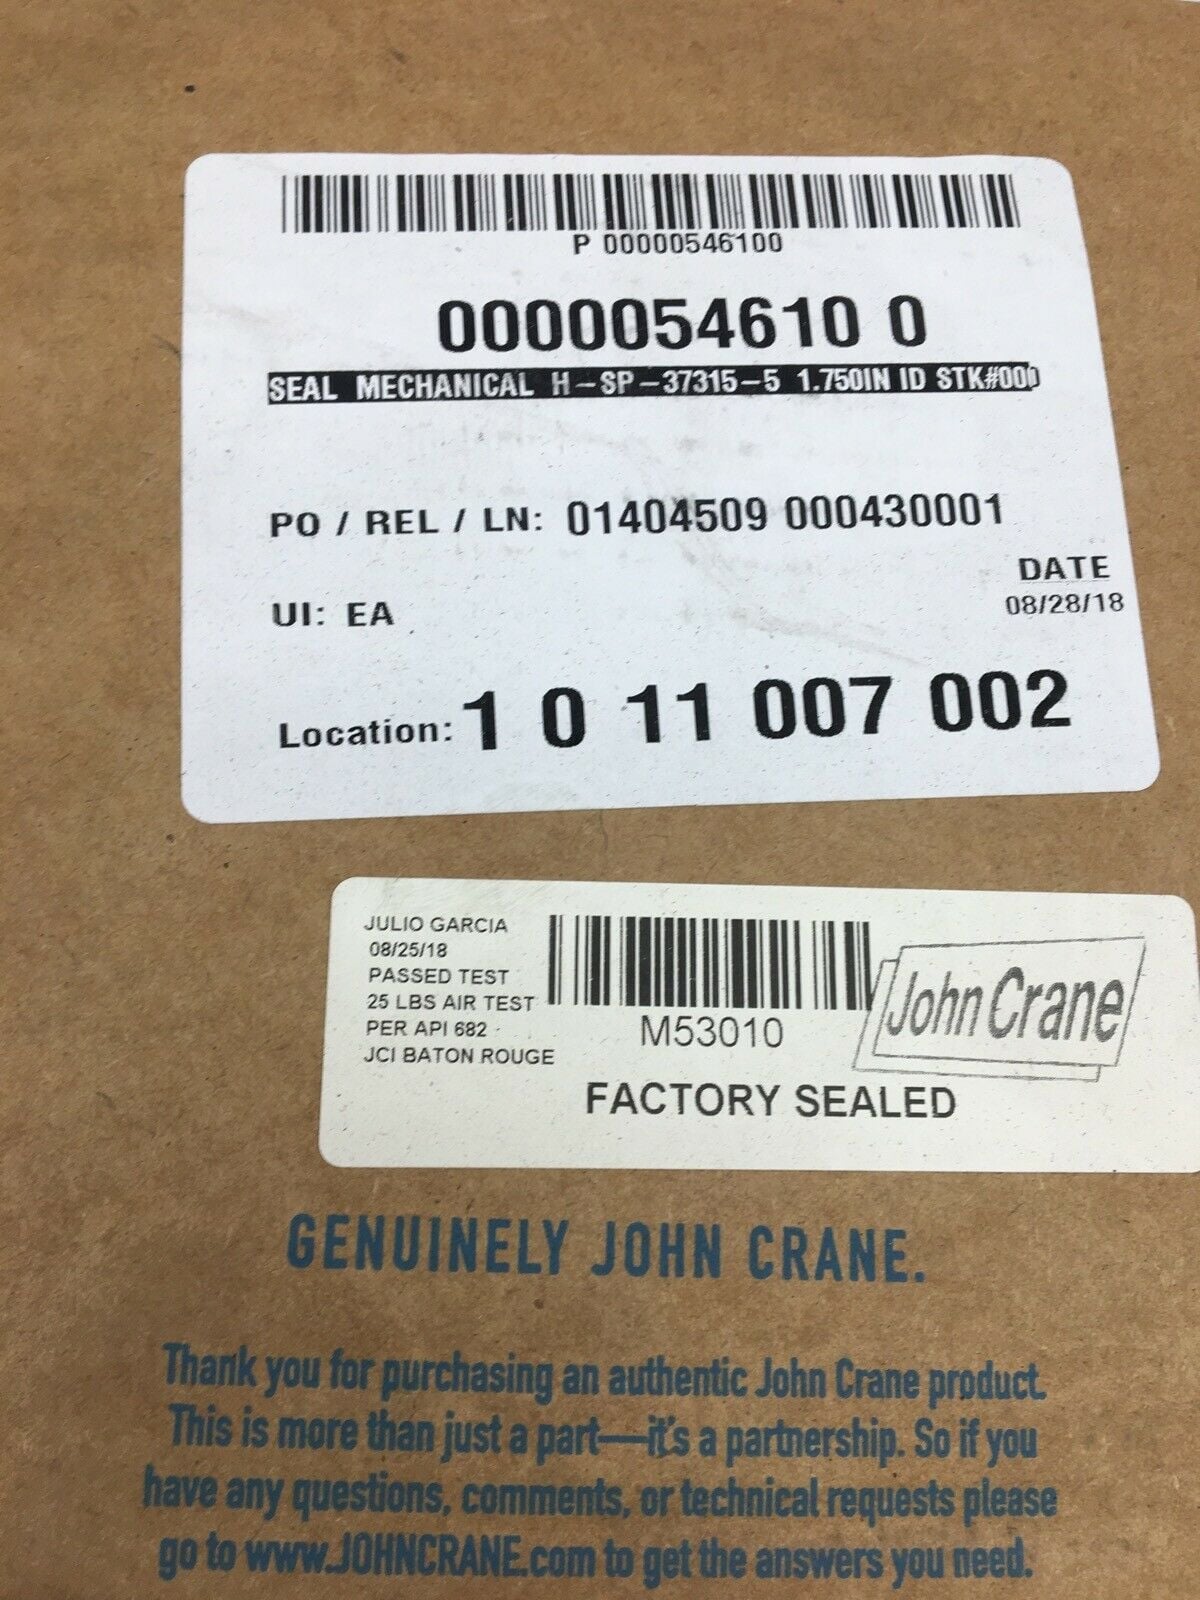 P 00000546100
0000054610 0
SEAL MECHANICAL H-SP-37315-5 1.750IN ID STK#000
PO / REL / LN: 01404509 000430001
DATE
08/28/18
UI: EA
Location: 1 0 11 007 002
JULIO GARCIA
08/25/18
PASSED TEST
25 LBS AIR TEST
PER API 682
JCI BATON ROUGE
M53010
John Crane
FACTORY SEALED
GENUINELY JOHN CRANE.
Thank you for purchasing an authentic John Crane product.
This is more than just a part—it's a partnership. So if you
have any questions, comments, or technical requests please
go to www.JOHNCRANE.com to get the answers you need.